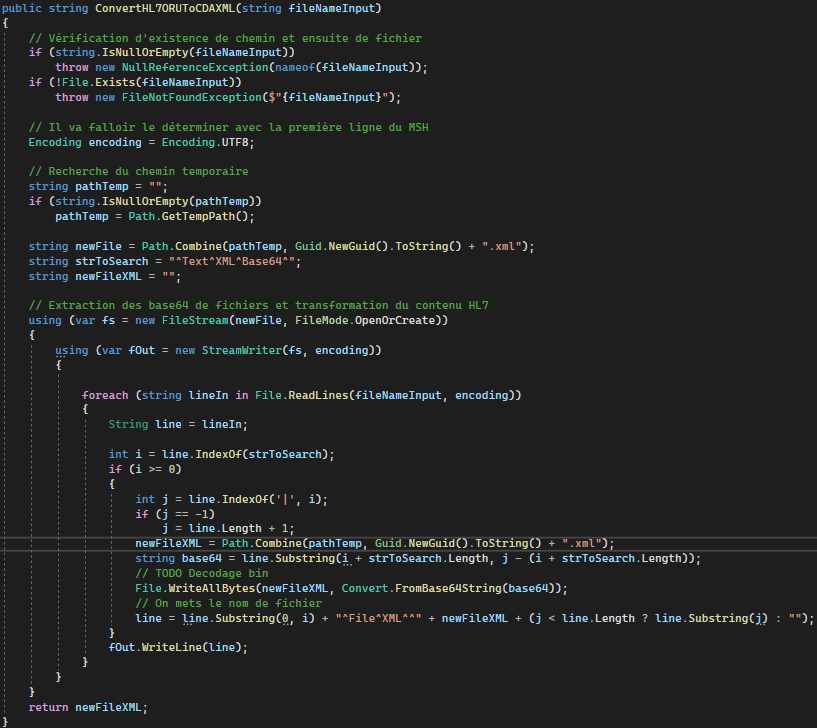 public string ConvertHL7ORUToCDAXML(string fileNameInput)
{
// Vérification d'existence de chemin et ensuite de fichier
if (string.IsNullOrEmpty(fileNameInput))
throw new NullReferenceException(nameof(fileNameInput));
if (!File.Exists(fileNameInput))
throw new FileNotFoundException($"{fileNameInput}");
// Il va falloir le déterminer avec la première ligne du MSH
Encoding encoding = Encoding.UTF8;
// Recherche du chemin temporaire
string pathTemp = "";
if (string.IsNullOrEmpty(pathTemp))
pathTemp = Path.GetTempPath();
string newFile = Path.Combine(pathTemp, Guid.NewGuid().ToString() + ".xml");
string strToSearch = "^Text^XML^Base64^";
string newFileXML = "";
// Extraction des base64 de fichiers et transformation du contenu HL7
using (var fs = new FileStream(newFile, FileMode.OpenOrCreate))
{
using (var fOut = new StreamWriter(fs, encoding))
{
foreach (string lineIn in File.ReadLines(fileNameInput, encoding))
{
String line = lineIn;
int i = line.IndexOf(strToSearch);
if (i >= 0)
{
int j = line.IndexOf('|', i);
if (j == -1)
j = line.Length + 1;
newFileXML = Path.Combine(pathTemp, Guid.NewGuid().ToString() + ".xml");
string base64 = line.Substring(i + strToSearch.Length, j - (i + strToSearch.Length));
// TODO Decodage bin
File.WriteAllBytes(newFileXML, Convert.FromBase64String(base64));
// On mets le nom de fichier
line = line.Substring(0, i) + "^File^XML^^" + newFileXML + (j < line.Length ? line.Substring(j) : "");
}
fOut.WriteLine(line);
}
}
}
return newFileXML;
}